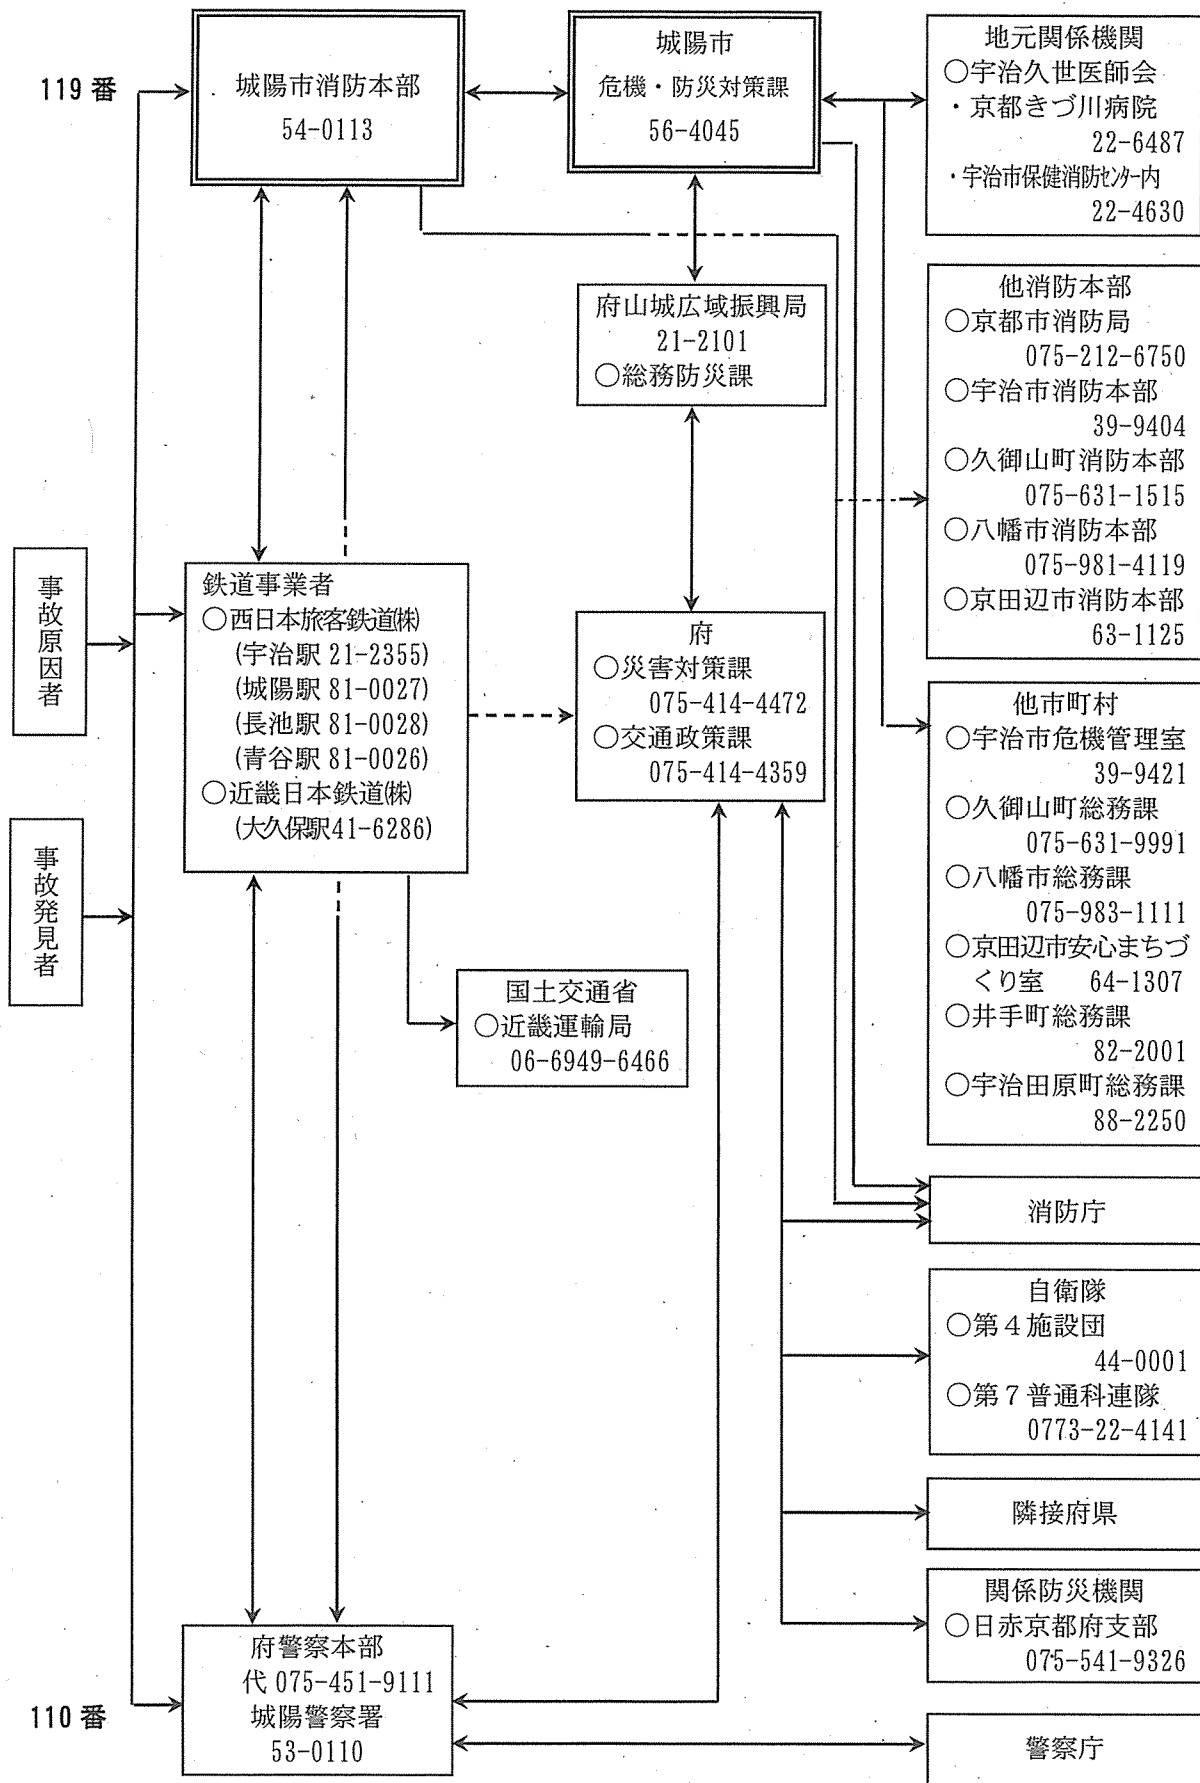 119 番
城陽市消防本部
54-0113
城陽市
危機・防災対策課
56-4045
地元関係機関
○宇治久世医師会
・京都きづ川病院
22-6487
・宇治市保健消防センター内
22-4630
府山城広域振興局
21-2101
○総務防災課
他消防本部
○京都市消防局
075-212-6750
○宇治市消防本部
39-9404
○久御山町消防本部
075-631-1515
○八幡市消防本部
075-981-4119
○京田辺市消防本部
63-1125
事故原因者
事故発見者
鉄道事業者
○西日本旅客鉄道㈱
(宇治駅 21-2355)
(城陽駅 81-0027)
(長池駅 81-0028)
(青谷駅 81-0026)
○近畿日本鉄道㈱
(大久保駅41-6286)
府
○災害対策課
075-414-4472
○交通政策課
075-414-4359
他市町村
○宇治市危機管理室
39-9421
○久御山町総務課
075-631-9991
○八幡市総務課
075-983-1111
○京田辺市安心まちづ
くり室 64-1307
○井手町総務課
82-2001
○宇治田原町総務課
88-2250
国土交通省
○近畿運輸局
06-6949-6466
消防庁
自衛隊
○第４施設団
44-0001
○第７普通科連隊
0773-22-4141
隣接府県
関係防災機関
○日赤京都府支部
075-541-9326
110 番
府警察本部
代 075-451-9111
城陽警察署
53-0110
警察庁